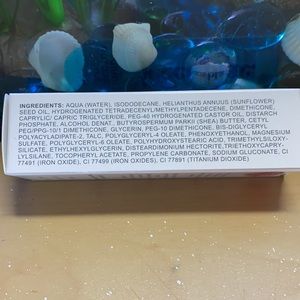 INGREDIENTS: AQUA (WATER), ISODODECANE, HELIANTHUS ANNUUS (SUNFLOWER)
SEED OIL, HYDROGENATED TETRADECENYL/METHYLPENTADECENE, DIMETHICONE,
CAPRYLIC/ CAPRIC TRIGLYCERIDE, PEG-40 HYDROGENATED CASTOR OIL, DISTARCH
PHOSPHATE, ALCOHOL DENAT., BUTYROSPERMUM PARKII (SHEA) BUTTER, CETYL
PEG/PPG-10/1 DIMETHICONE, GLYCERIN, PEG-10 DIMETHICONE, BIS-DIGLYCERYL
POLYACYLADIPATE-2, TALC, POLYGLYCERYL-4 OLEATE, PHENOXYETHANOL, MAGNESIUM
SULFATE, POLYGLYCERYL-6 OLEATE, POLYHYDROXYSTEARIC ACID, TRIMETHYLSILOXY-
SILICATE, ETHYLHEXYLGLYCERIN, DISTEARDIMONIUM HECTORITE, TRIETHOXYCAPRY-
LYLSILANE, TOCOPHERYL ACETATE, PROPYLENE CARBONATE, SODIUM GLUCONATE, CI
77491 (IRON OXIDE), CI 77499 (IRON OXIDES), CI 77891 (TITANIUM DIOXIDE)